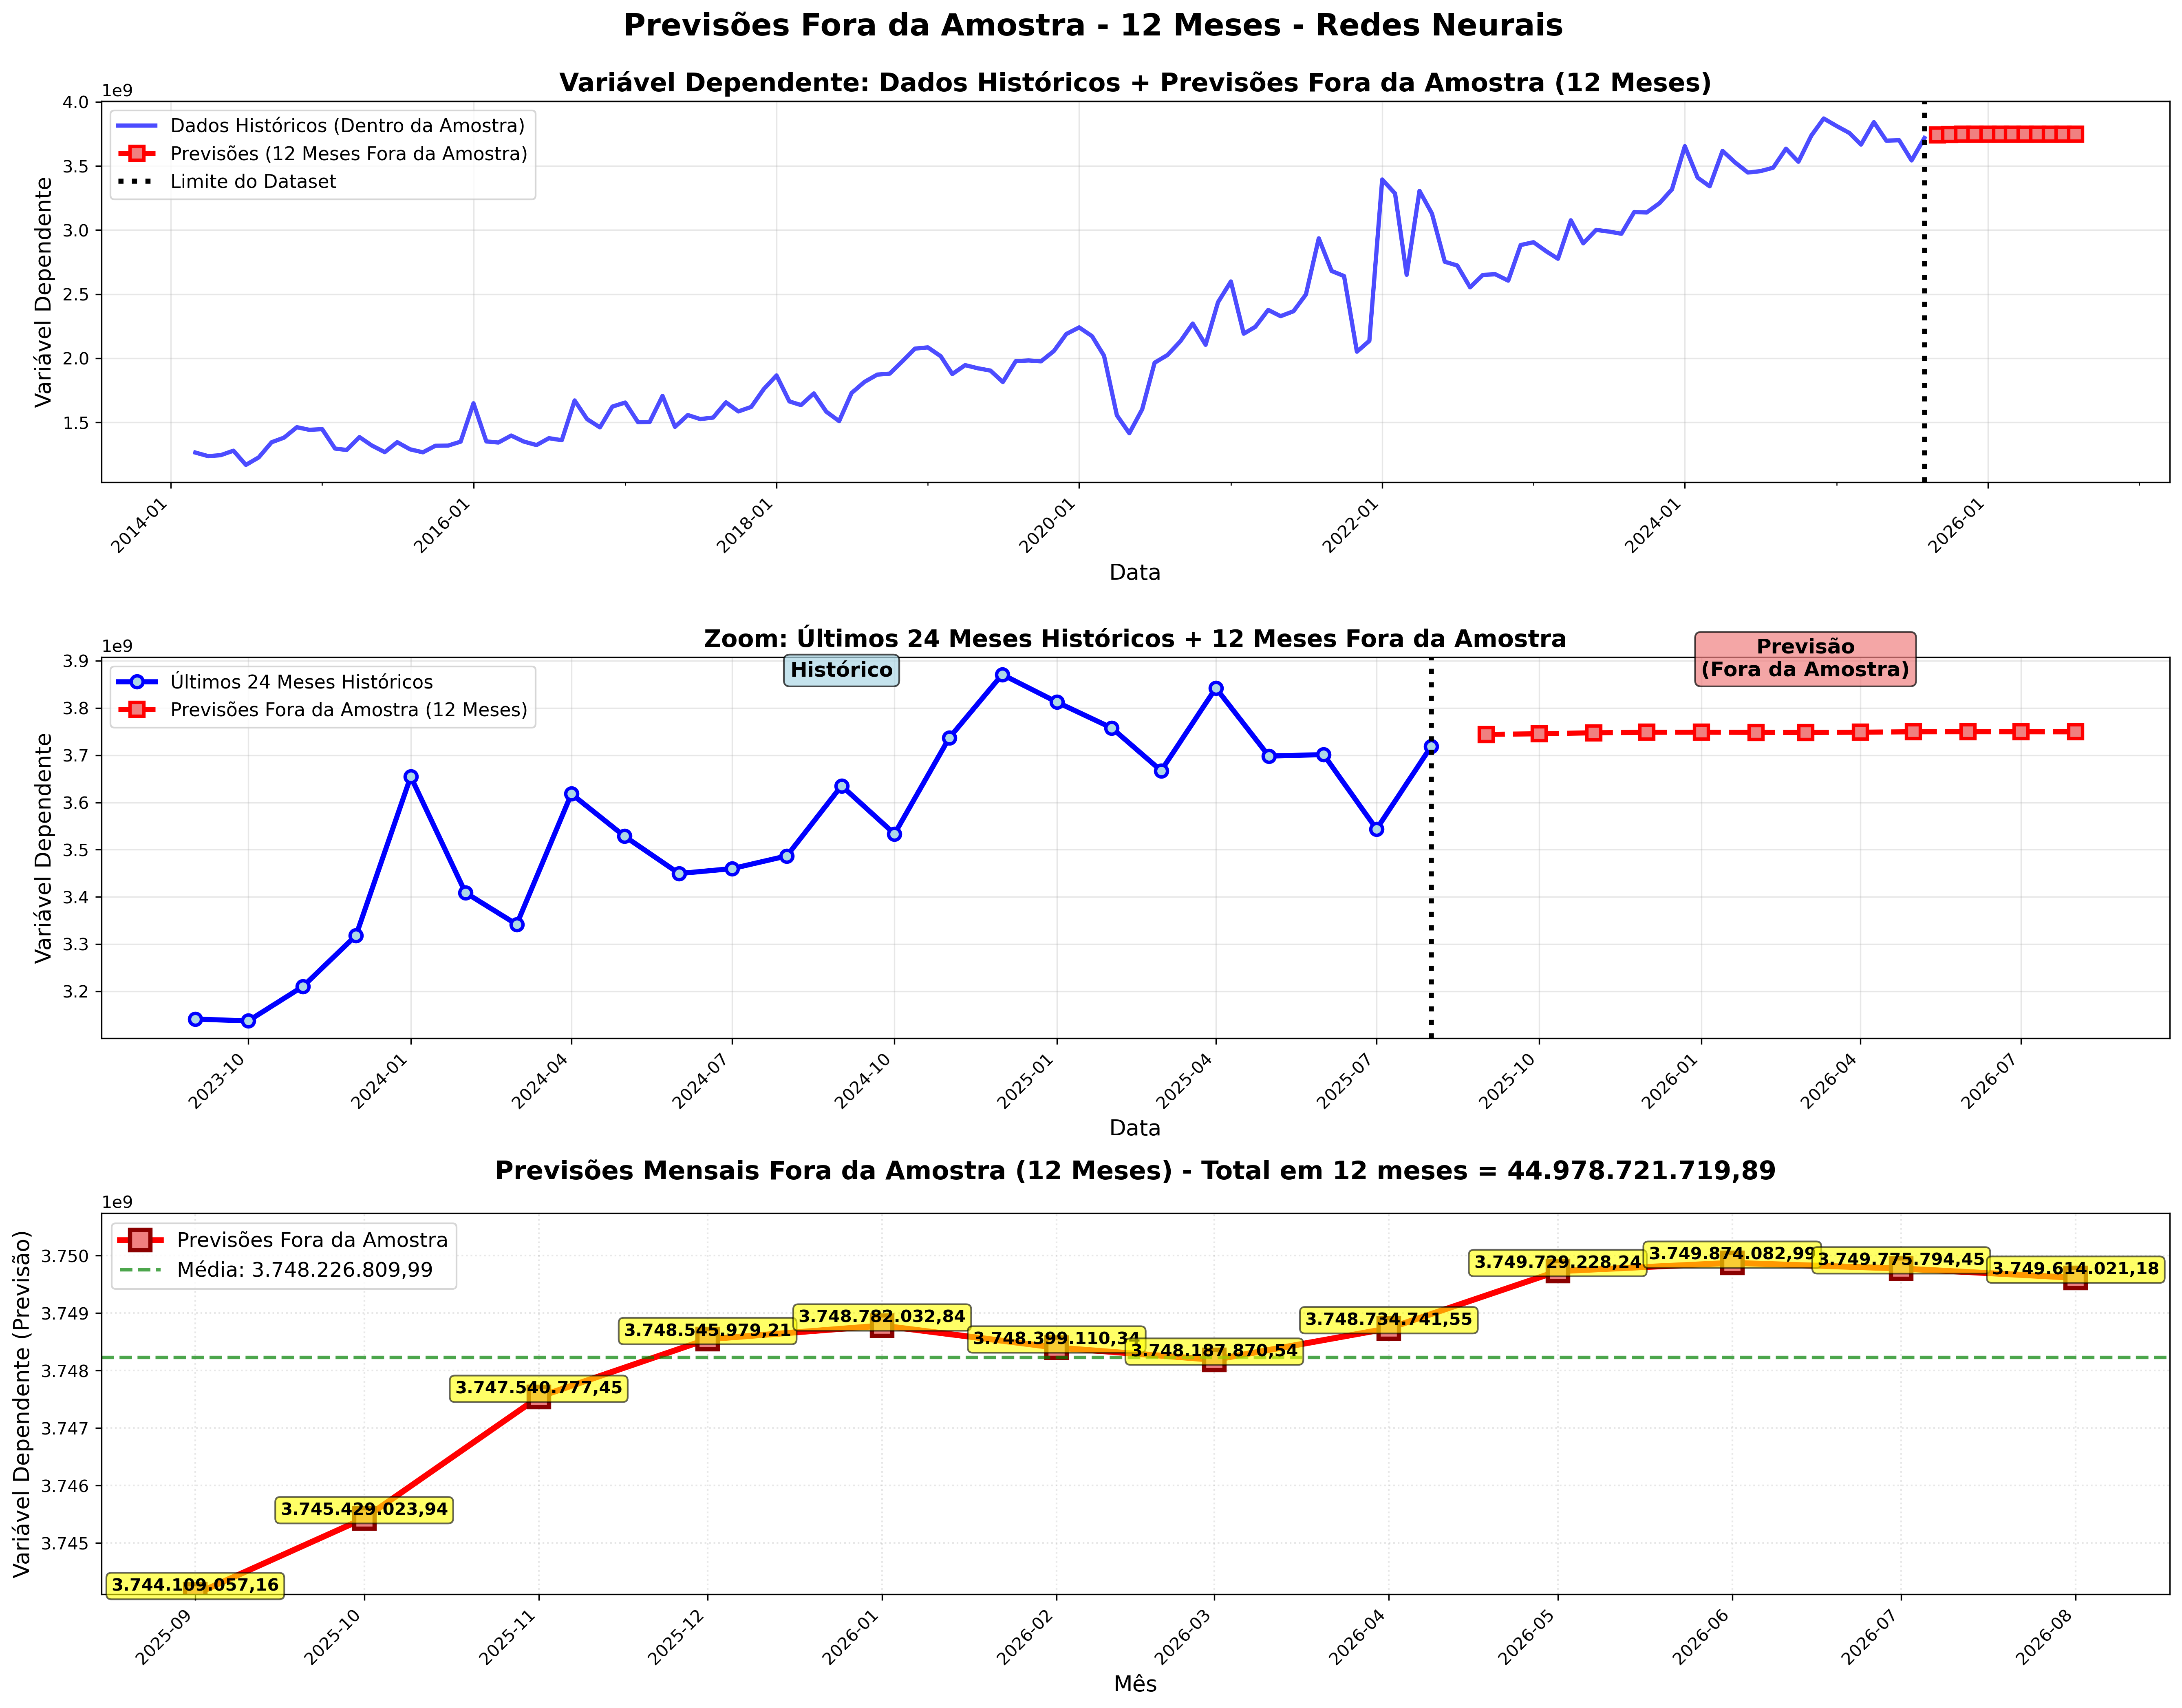 Previsões Fora da Amostra - 12 Meses - Redes Neurais
Variável Dependente: Dados Históricos + Previsões Fora da Amostra (12 Meses)
1e9
Dados Históricos (Dentro da Amostra)
Previsões (12 Meses Fora da Amostra)
Limite do Dataset
Variável Dependente
4.0
3.5
3.0
2.5
2.0
1.5
2014-01
2016-01
2018-01
2020-01
2022-01
2024-01
2026-01
Data
Zoom: Últimos 24 Meses Históricos + 12 Meses Fora da Amostra
1e9
Últimos 24 Meses Históricos
Previsões Fora da Amostra (12 Meses)
Histórico
Previsão
(Fora da Amostra)
Variável Dependente
3.9
3.8
3.7
3.6
3.5
3.4
3.3
3.2
2023-10
2024-01
2024-04
2024-07
2024-10
2025-01
2025-04
2025-07
2025-10
2026-01
2026-04
2026-07
Data
Previsões Mensais Fora da Amostra (12 Meses) - Total em 12 meses = 44.978.721.719,89
1e9
Previsões Fora da Amostra
Média: 3.748.226.809,99
Variável Dependente (Previsão)
3.750
3.749
3.748
3.747
3.746
3.745
3.744.109.057,16
3.745.429.023,94
3.747.540.777,45
3.748.545.979,21
3.748.782.032,84
3.748.399.110,34
3.748.187.870,54
3.748.734.741,55
3.749.729.228,24
3.749.874.082,99
3.749.775.794,45
3.749.614.021,18
2025-09
2025-10
2025-11
2025-12
2026-01
2026-02
2026-03
2026-04
2026-05
2026-06
2026-07
2026-08
Mês